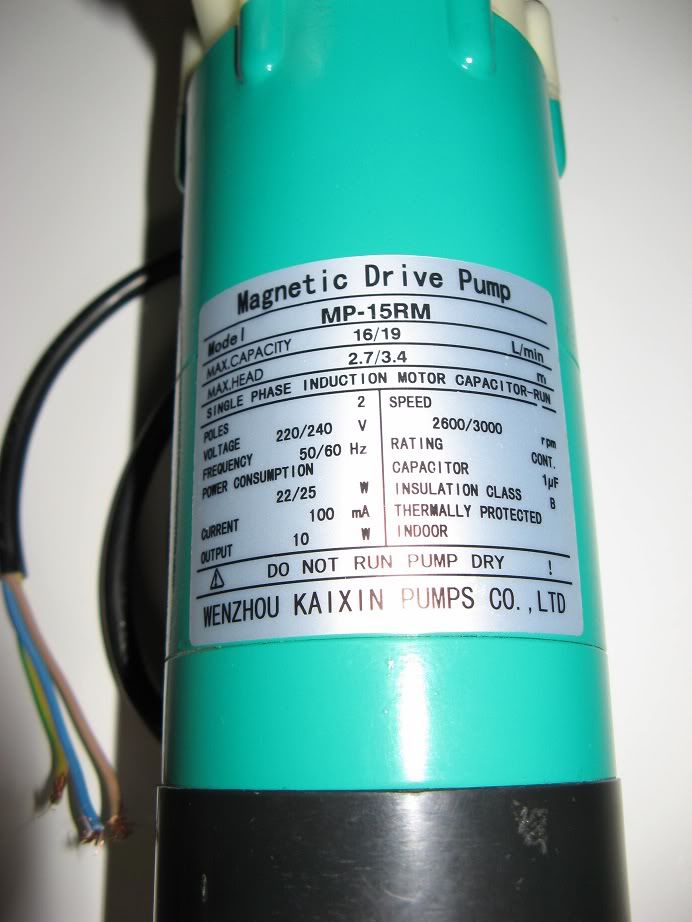 Magnetic Drive Pump
Model MP-15RM
MAX.CAPACITY 16/19 L/min
MAX.HEAD 2.7/3.4 m
SINGLE PHASE INDUCTION MOTOR CAPACITOR-RUN
POLES 2
VOLTAGE 220/240 V
FREQUENCY 50/60 Hz
POWER CONSUMPTION
22/25 W
CURRENT 100 mA
OUTPUT 10 W
SPEED
2600/3000 rpm
RATING CONT.
CAPACITOR 1μF
INSULATION CLASS B
THERMALLY PROTECTED
INDOOR
DO NOT RUN PUMP DRY !
WENZHOU KAIXIN PUMPS CO.,LTD